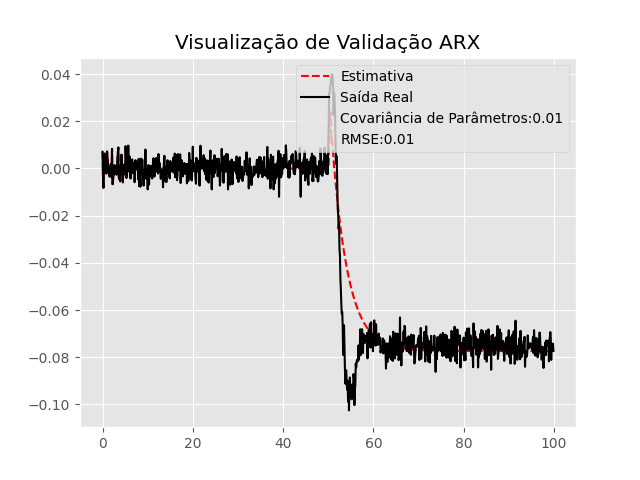 Visualização de Validação ARX
Estimativa
Saída Real
Covariância de Parâmetros:0.01
RMSE:0.01
0.04
0.02
0.00
−0.02
−0.04
−0.06
−0.08
−0.10
0 20 40 60 80 100